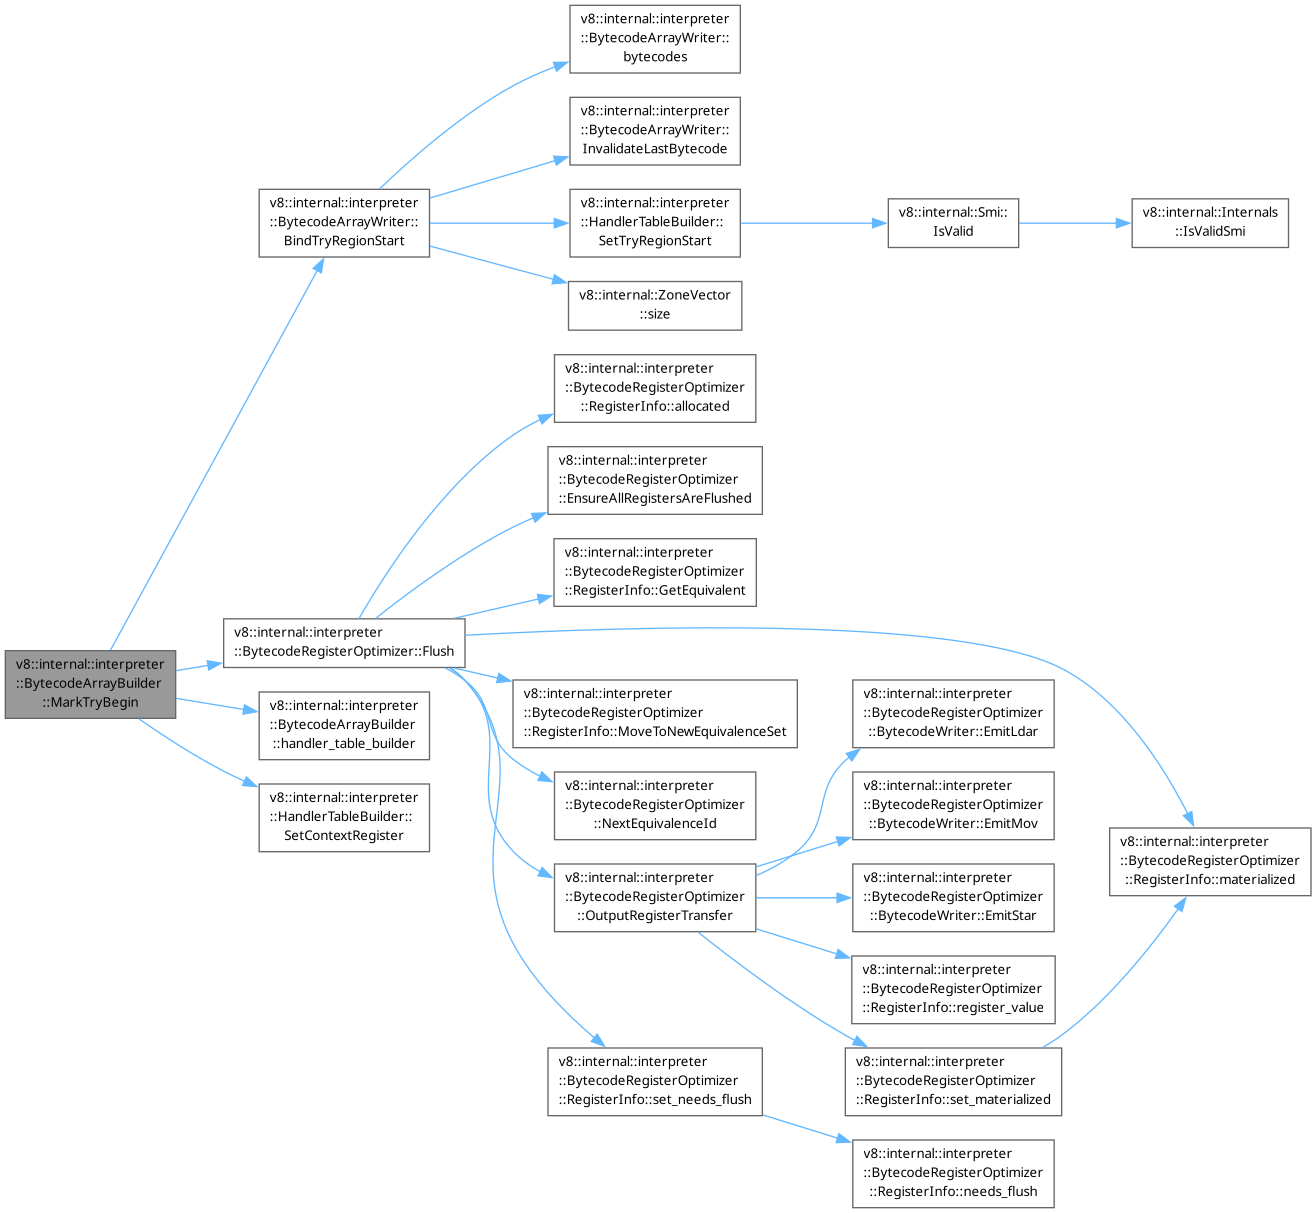 v8::internal::interpreter
::BytecodeArrayBuilder
::MarkTryBegin
v8::internal::interpreter
::BytecodeArrayWriter::
BindTryRegionStart
v8::internal::interpreter
::BytecodeArrayWriter::
bytecodes
v8::internal::interpreter
::BytecodeArrayWriter::
InvalidateLastBytecode
v8::internal::interpreter
::HandlerTableBuilder::
SetTryRegionStart
v8::internal::Smi::
IsValid
v8::internal::Internals
::IsValidSmi
v8::internal::ZoneVector
::size
v8::internal::interpreter
::BytecodeRegisterOptimizer::Flush
v8::internal::interpreter
::BytecodeRegisterOptimizer
::RegisterInfo::allocated
v8::internal::interpreter
::BytecodeRegisterOptimizer
::EnsureAllRegistersAreFlushed
v8::internal::interpreter
::BytecodeRegisterOptimizer
::RegisterInfo::GetEquivalent
v8::internal::interpreter
::BytecodeRegisterOptimizer
::RegisterInfo::MoveToNewEquivalenceSet
v8::internal::interpreter
::BytecodeRegisterOptimizer
::NextEquivalenceId
v8::internal::interpreter
::BytecodeRegisterOptimizer
::OutputRegisterTransfer
v8::internal::interpreter
::BytecodeRegisterOptimizer
::BytecodeWriter::EmitLdar
v8::internal::interpreter
::BytecodeRegisterOptimizer
::BytecodeWriter::EmitMov
v8::internal::interpreter
::BytecodeRegisterOptimizer
::BytecodeWriter::EmitStar
v8::internal::interpreter
::BytecodeRegisterOptimizer
::RegisterInfo::register_value
v8::internal::interpreter
::BytecodeRegisterOptimizer
::RegisterInfo::set_materialized
v8::internal::interpreter
::BytecodeRegisterOptimizer
::RegisterInfo::materialized
v8::internal::interpreter
::BytecodeRegisterOptimizer
::RegisterInfo::set_needs_flush
v8::internal::interpreter
::BytecodeRegisterOptimizer
::RegisterInfo::needs_flush
v8::internal::interpreter
::BytecodeArrayBuilder
::handler_table_builder
v8::internal::interpreter
::HandlerTableBuilder::
SetContextRegister